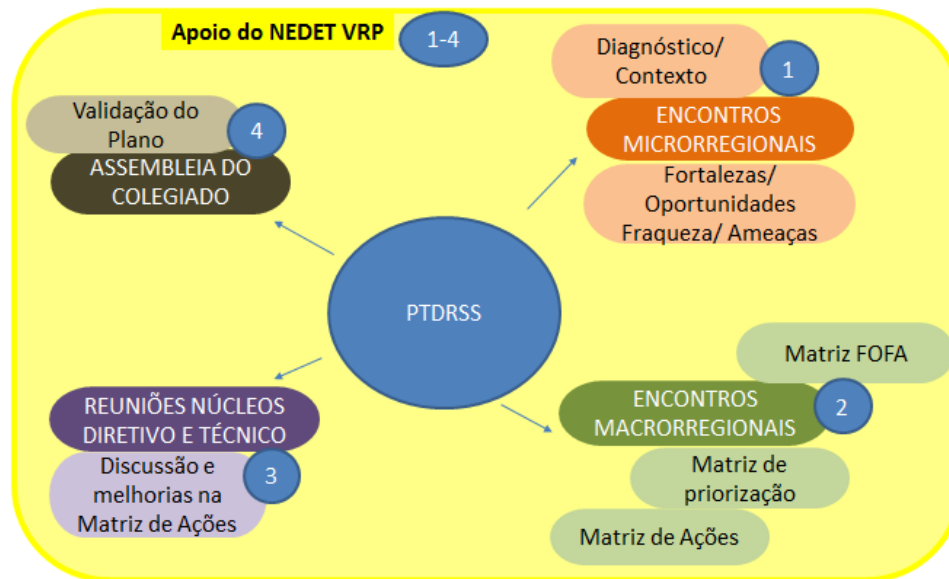 Apoio do NEDET VRP
1-4
Diagnóstico/
Contexto
1
ENCONTROS
MICRORREGIONAIS
Fortalezas/
Oportunidades
Fraqueza/ Ameaças
Validação do
Plano
4
ASSEMBLEIA DO
COLEGIADO
PTDRSS
Matriz FOFA
ENCONTROS
MACRORREGIONAIS
2
Matriz de
priorização
Matriz de Ações
REUNIÕES NÚCLEOS
DIRETIVO E TÉCNICO
3
Discussão e
melhorias na
Matriz de Ações